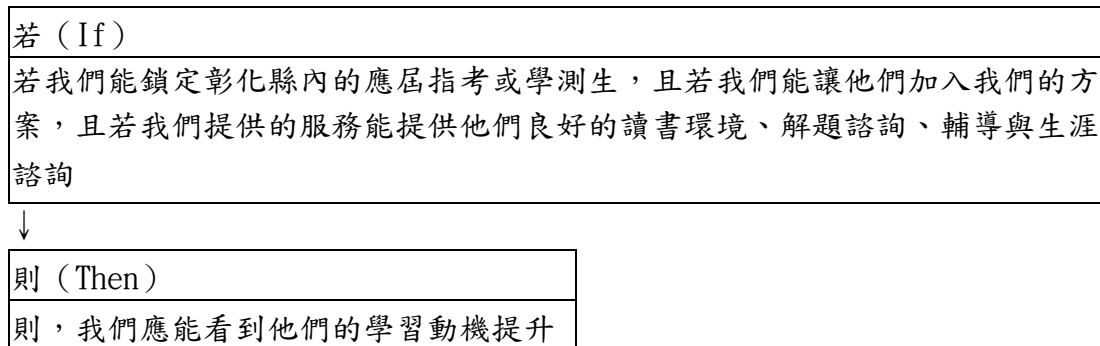 若（If）
若我們能鎖定彰化縣內的應屆指考或學測生，且若我們能讓他們加入我們的方
案，且若我們提供的服務能提供他們良好的讀書環境、解題諮詢、輔導與生涯
諮詢
↓
則（Then）
則，我們應能看到他們的學習動機提升